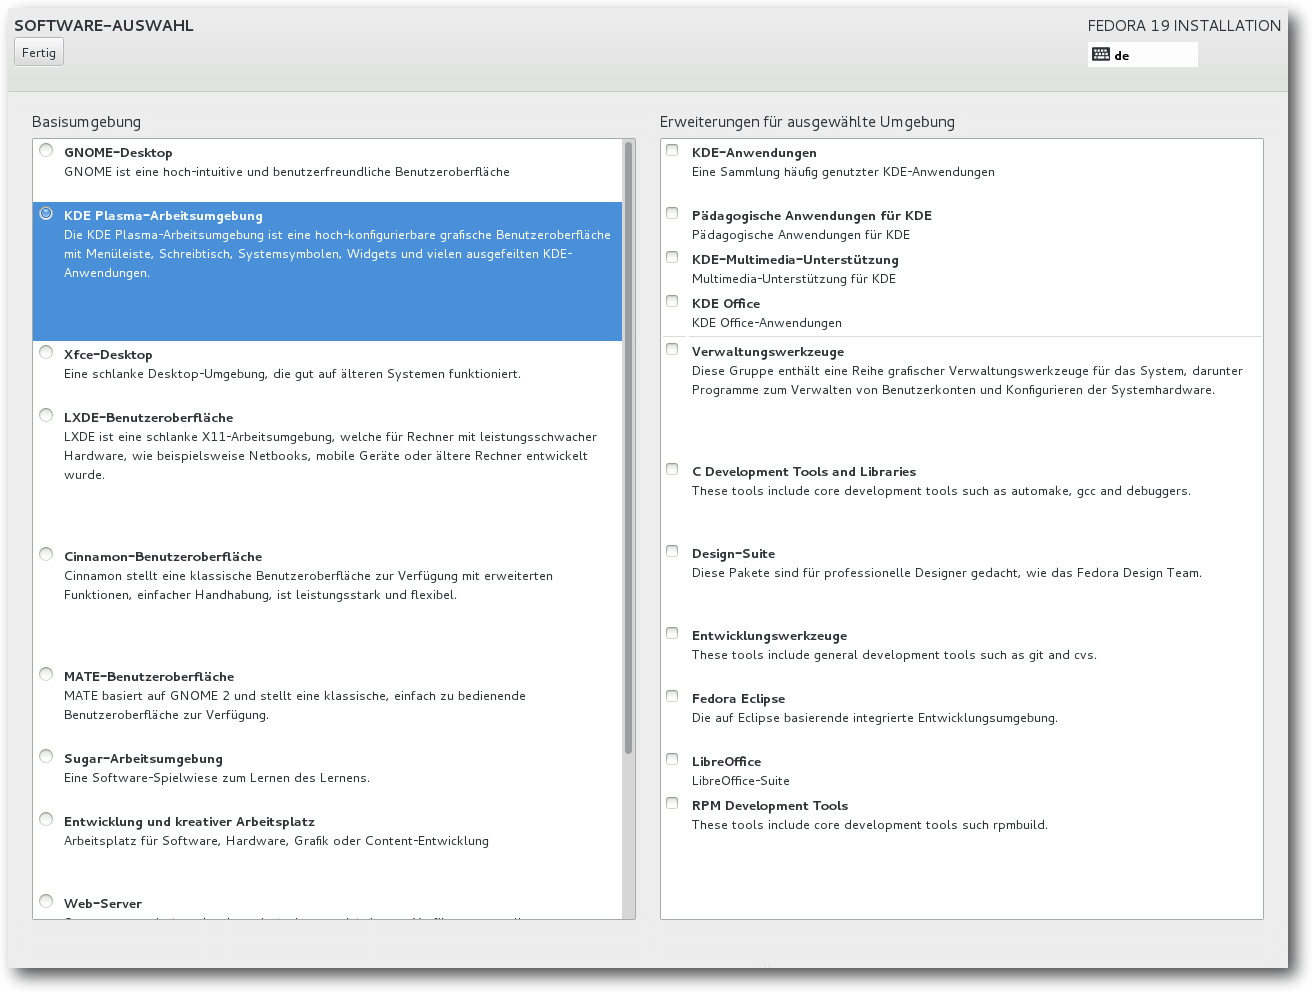 SOFTWARE-AUSWAHL
FEDORA 19 INSTALLATION
Fertig
de
Basisumgebung
GNOME-Desktop
GNOME ist eine hoch-intuitive und benutzerfreundliche Benutzeroberfläche
KDE Plasma-Arbeitsumgebung
Die KDE Plasma-Arbeitsumgebung ist eine hoch-konfigurierbare grafische Benutzeroberfläche
mit Menüleiste, Schreibtisch, Systemsymbolen, Widgets und vielen ausgefeilten KDE-
Anwendungen.
Xfce-Desktop
Eine schlanke Desktop-Umgebung, die gut auf älteren Systemen funktioniert.
LXDE-Benutzeroberfläche
LXDE ist eine schlanke X11-Arbeitsumgebung, welche für Rechner mit leistungsschwacher
Hardware, wie beispielsweise Netbooks, mobile Geräte oder ältere Rechner entwickelt
wurde.
Cinnamon-Benutzeroberfläche
Cinnamon stellt eine klassische Benutzeroberfläche zur Verfügung mit erweiterten
Funktionen, einfacher Handhabung, ist leistungsstark und flexibel.
MATE-Benutzeroberfläche
MATE basiert auf GNOME 2 und stellt eine klassische, einfach zu bedienende
Benutzeroberfläche zur Verfügung.
Sugar-Arbeitsumgebung
Eine Software-Spielwiese zum Lernen des Lernens.
Entwicklung und kreativer Arbeitsplatz
Arbeitsplatz für Software, Hardware, Grafik oder Content-Entwicklung
Web-Server
Erweiterungen für ausgewählte Umgebung
KDE-Anwendungen
Eine Sammlung häufig genutzter KDE-Anwendungen
Pädagogische Anwendungen für KDE
Pädagogische Anwendungen für KDE
KDE-Multimedia-Unterstützung
Multimedia-Unterstützung für KDE
KDE Office
KDE Office-Anwendungen
Verwaltungswerkzeuge
Diese Gruppe enthält eine Reihe grafischer Verwaltungswerkzeuge für das System, darunter
Programme zum Verwalten von Benutzerkonten und Konfigurieren der Systemhardware.
C Development Tools and Libraries
These tools include core development tools such as automake, gcc and debuggers.
Design-Suite
Diese Pakete sind für professionelle Designer gedacht, wie das Fedora Design Team.
Entwicklungswerkzeuge
These tools include general development tools such as git and cvs.
Fedora Eclipse
Die auf Eclipse basierende integrierte Entwicklungsumgebung.
LibreOffice
LibreOffice-Suite
RPM Development Tools
These tools include core development tools such rpmbuild.